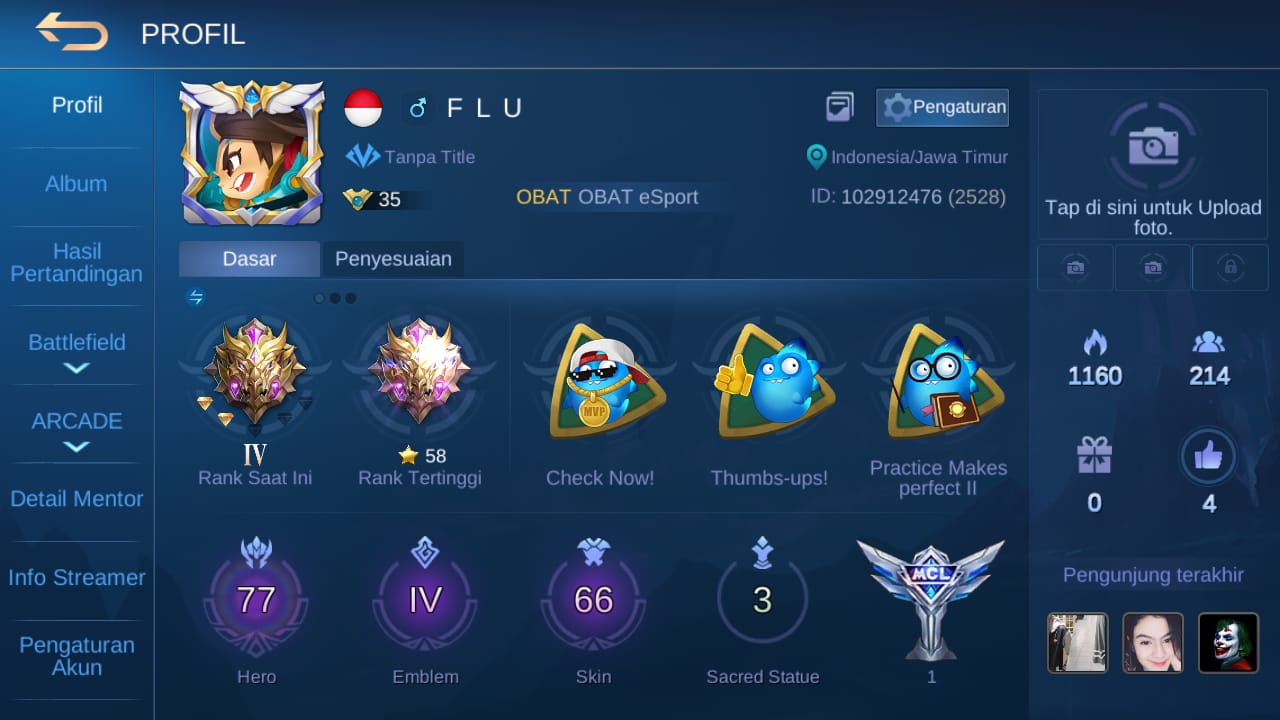 PROFIL
Profil
Album
Hasil
Pertandingan
Battlefield
ARCADE
Detail Mentor
Info Streamer
Pengaturan
Akun
F L U
Pengaturan
Tanpa Title
Indonesia/Jawa Timur
35
OBAT OBAT eSport
ID: 102912476 (2528)
Dasar
Penyesuaian
IV
Rank Saat Ini
58
Rank Tertinggi
MVP
Check Now!
Thumbs-ups!
Practice Makes
perfect II
77
Hero
IV
Emblem
66
Skin
3
Sacred Statue
MCL
1
Tap di sini untuk Upload
foto.
1160
214
0
4
Pengunjung terakhir